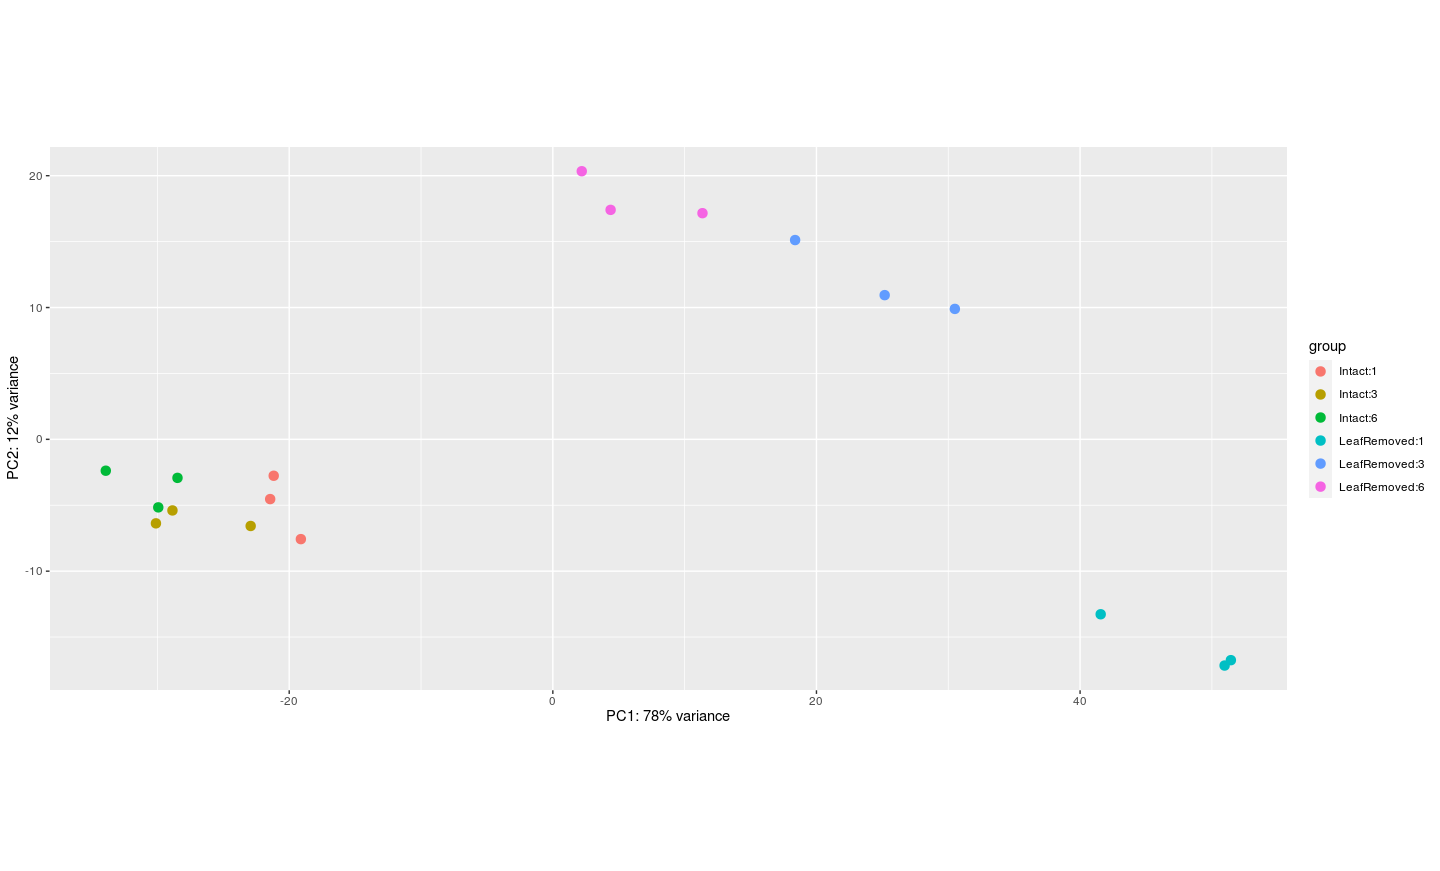 20
10
0
-10
PC2: 12% variance
-20
0
20
40
PC1: 78% variance
group
Intact:1
Intact:3
Intact:6
LeafRemoved:1
LeafRemoved:3
LeafRemoved:6